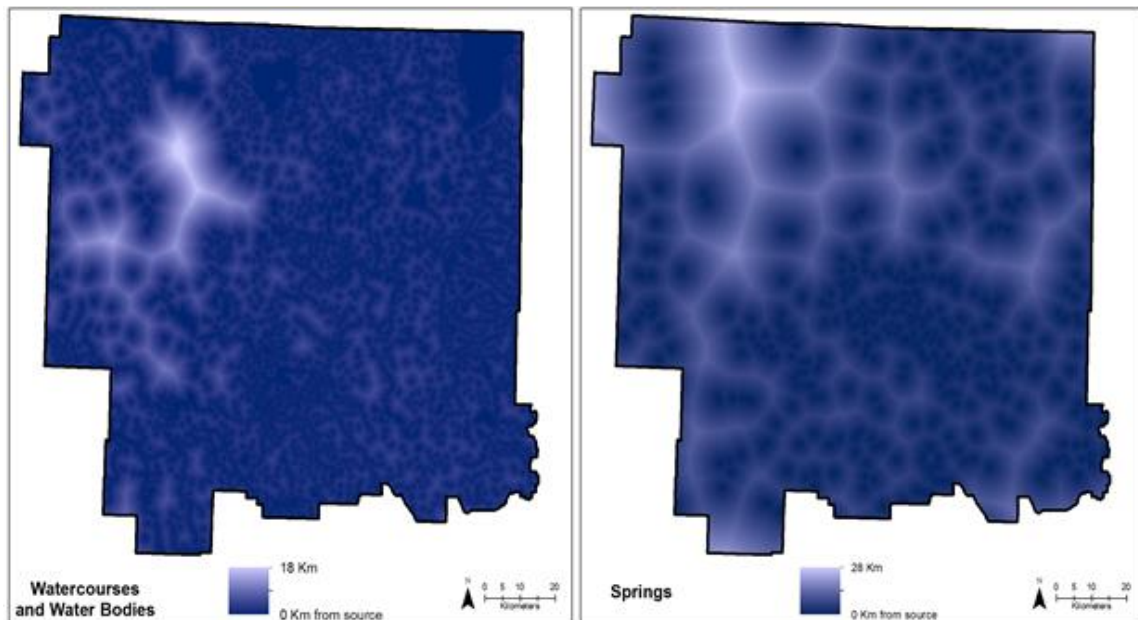 Watercourses
and Water Bodies
18 Km
0 Km from source
N
0 5 10 20
Kilometers
Springs
28 Km
0 Km from source
N
0 5 10 20
Kilometers